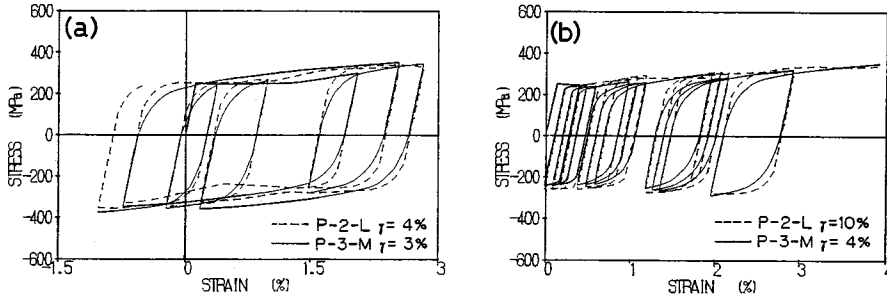 (a)
600
400
200
0
-200
-400
-600
STRESS (MPa)
-1.5
0
1.5
3
STRAIN (%)
P-2-L γ= 4%
P-3-M γ= 3%
(b)
600
400
200
0
-200
-400
-600
STRESS (MPa)
0
1
2
3
4
STRAIN (%)
P-2-L γ=10%
P-3-M γ= 4%